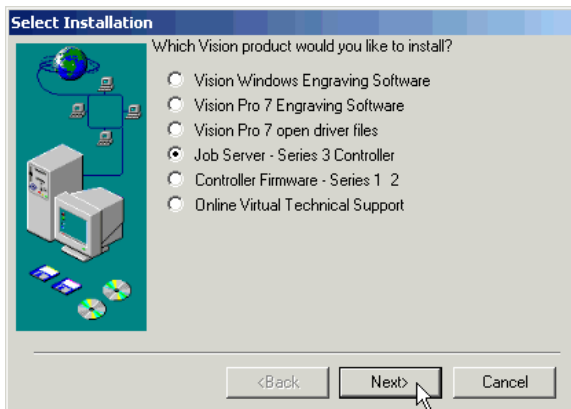 Select Installation
Which Vision product would you like to install?
Vision Windows Engraving Software
Vision Pro 7 Engraving Software
Vision Pro 7 open driver files
Job Server - Series 3 Controller
Controller Firmware - Series 1 2
Online Virtual Technical Support
<Back Next> Cancel